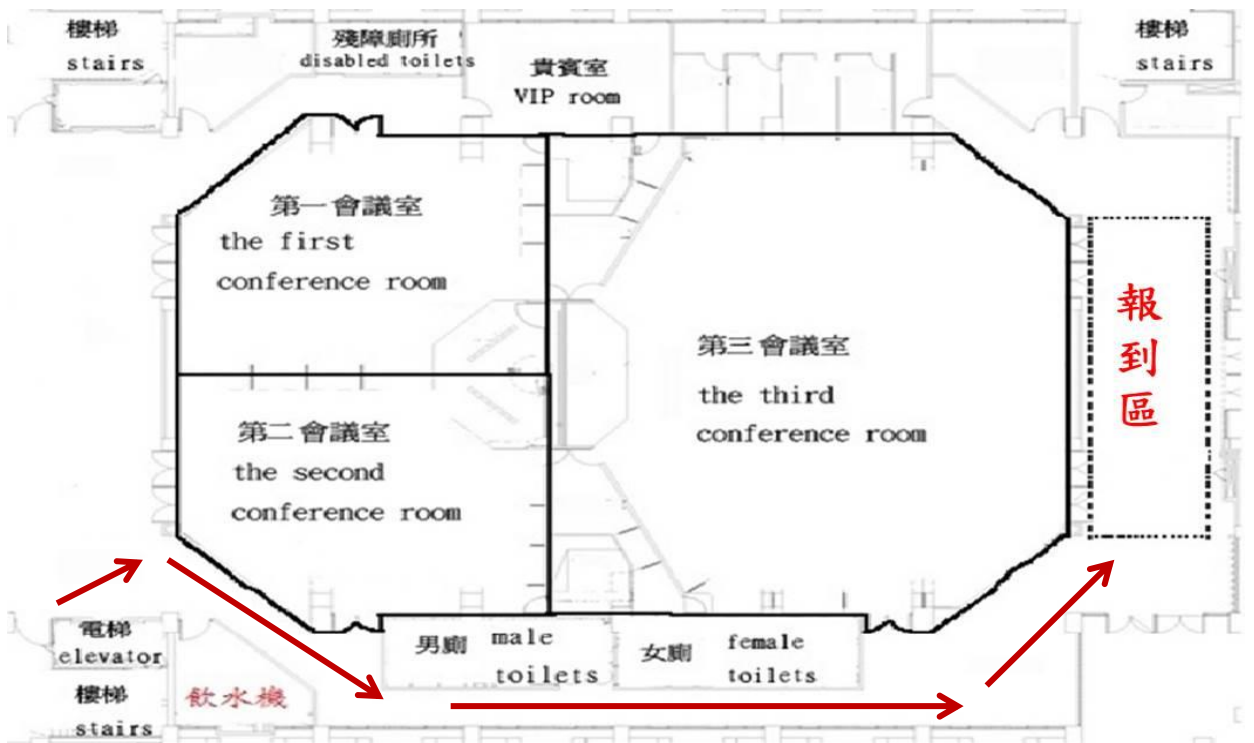 樓梯
stairs
殘障廁所
disabled toilets
貴賓室
VIP room
樓梯
stairs
第一會議室
the first
conference room
第二會議室
the second
conference room
第三會議室
the third
conference room
報
到
區
電梯
elevator
樓梯
stairs
飲水機
男廁 male
toilets
女廁 female
toilets